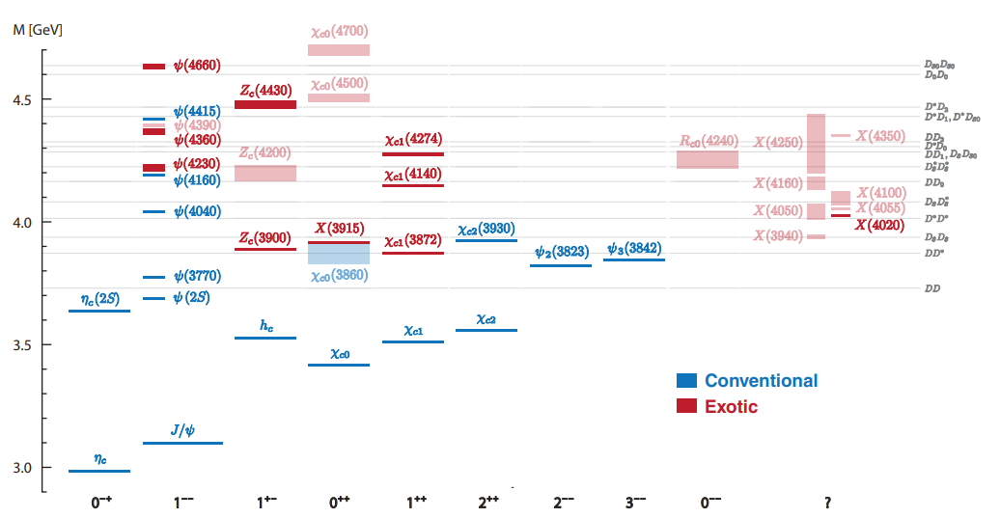 M [GeV]
χc0(4700)
ψ(4660)
χc0(4500)
Zc(4430)
4.5
ψ(4415)
ψ(4390)
ψ(4360)
χc1(4274)
Rc0(4240)
X(4250)
X(4350)
Zc(4200)
ψ(4230)
ψ(4160)
χc1(4140)
X(4160)
X(4100)
ψ(4040)
X(4050)
X(4055)
X(4020)
4.0
Zc(3900)
X(3915)
χc1(3872)
χc2(3930)
X(3940)
ψ2(3823)
ψ3(3842)
χc0(3860)
ψ(3770)
ηc(2S)
ψ(2S)
3.5
hc
χc0
χc1
χc2
Conventional
Exotic
J/ψ
ηc
3.0
0⁻⁺
1⁻⁻
1⁺⁻
0⁺⁺
1⁺⁺
2⁺⁺
2⁻⁻
3⁻⁻
0⁻⁻
?
Ds0Ds0
D0D0
D*D2
D*D1, D*Ds0
DD2
D*D0
DD1, DsDs0
Ds*Ds*
DD0
DsDs*
D*D*
DsDs
DD*
DD